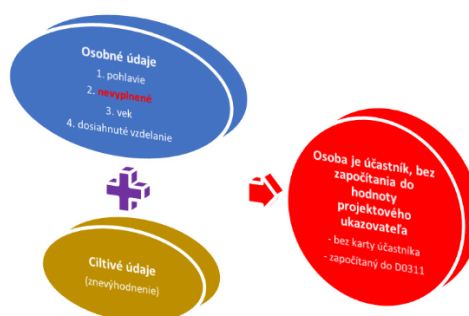 Osobné údaje
1. pohlavie
2. nevyplnené
3. vek
4. dosiahnuté vzdelanie
Ciltivé údaje
(znevýhodnenie)
Osoba je účastník, bez
započítania do
hodnoty
projektového
ukazovateľa
- bez karty účastníka
- započítaný do D0311